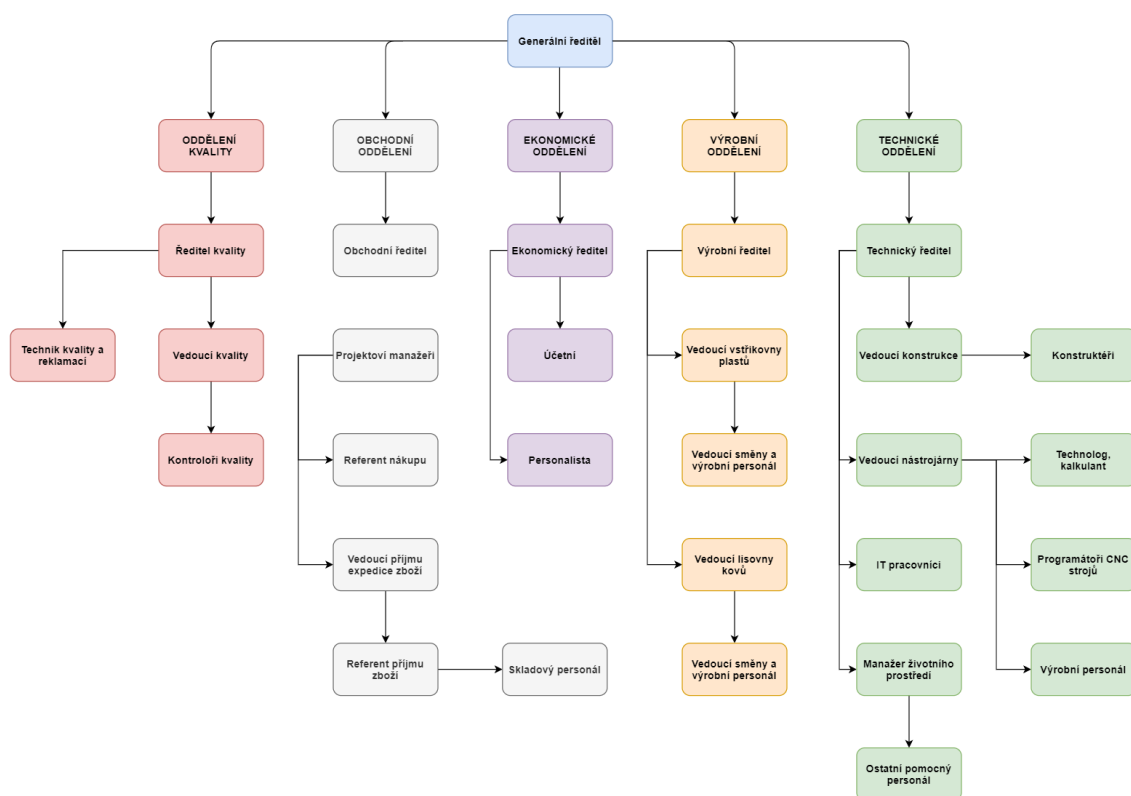 Generální ředitěl
ODDĚLENÍ
KVALITY
OBCHODNÍ
ODDĚLENÍ
EKONOMICKÉ
ODDĚLENÍ
VÝROBNÍ
ODDĚLENÍ
TECHNICKÉ
ODDĚLENÍ
Ředitel kvality
Obchodní ředitel
Ekonomický ředitel
Výrobní ředitel
Technický ředitel
Technik kvality a
reklamací
Vedoucí kvality
Projektoví manažeři
Účetní
Vedoucí vstřikovny
plastů
Vedoucí konstrukce
Konstruktéři
Kontroloři kvality
Referent nákupu
Personalista
Vedoucí směny a
výrobní personál
Vedoucí nástrojárny
Technolog,
kalkulant
Vedoucí příjmu
expedice zboží
Vedoucí lisovny
kovů
IT pracovníci
Programátoři CNC
strojů
Referent příjmu
zboží
Skladový personál
Vedoucí směny a
výrobní personál
Manažer životního
prostředí
Výrobní personál
Ostatní pomocný
personál